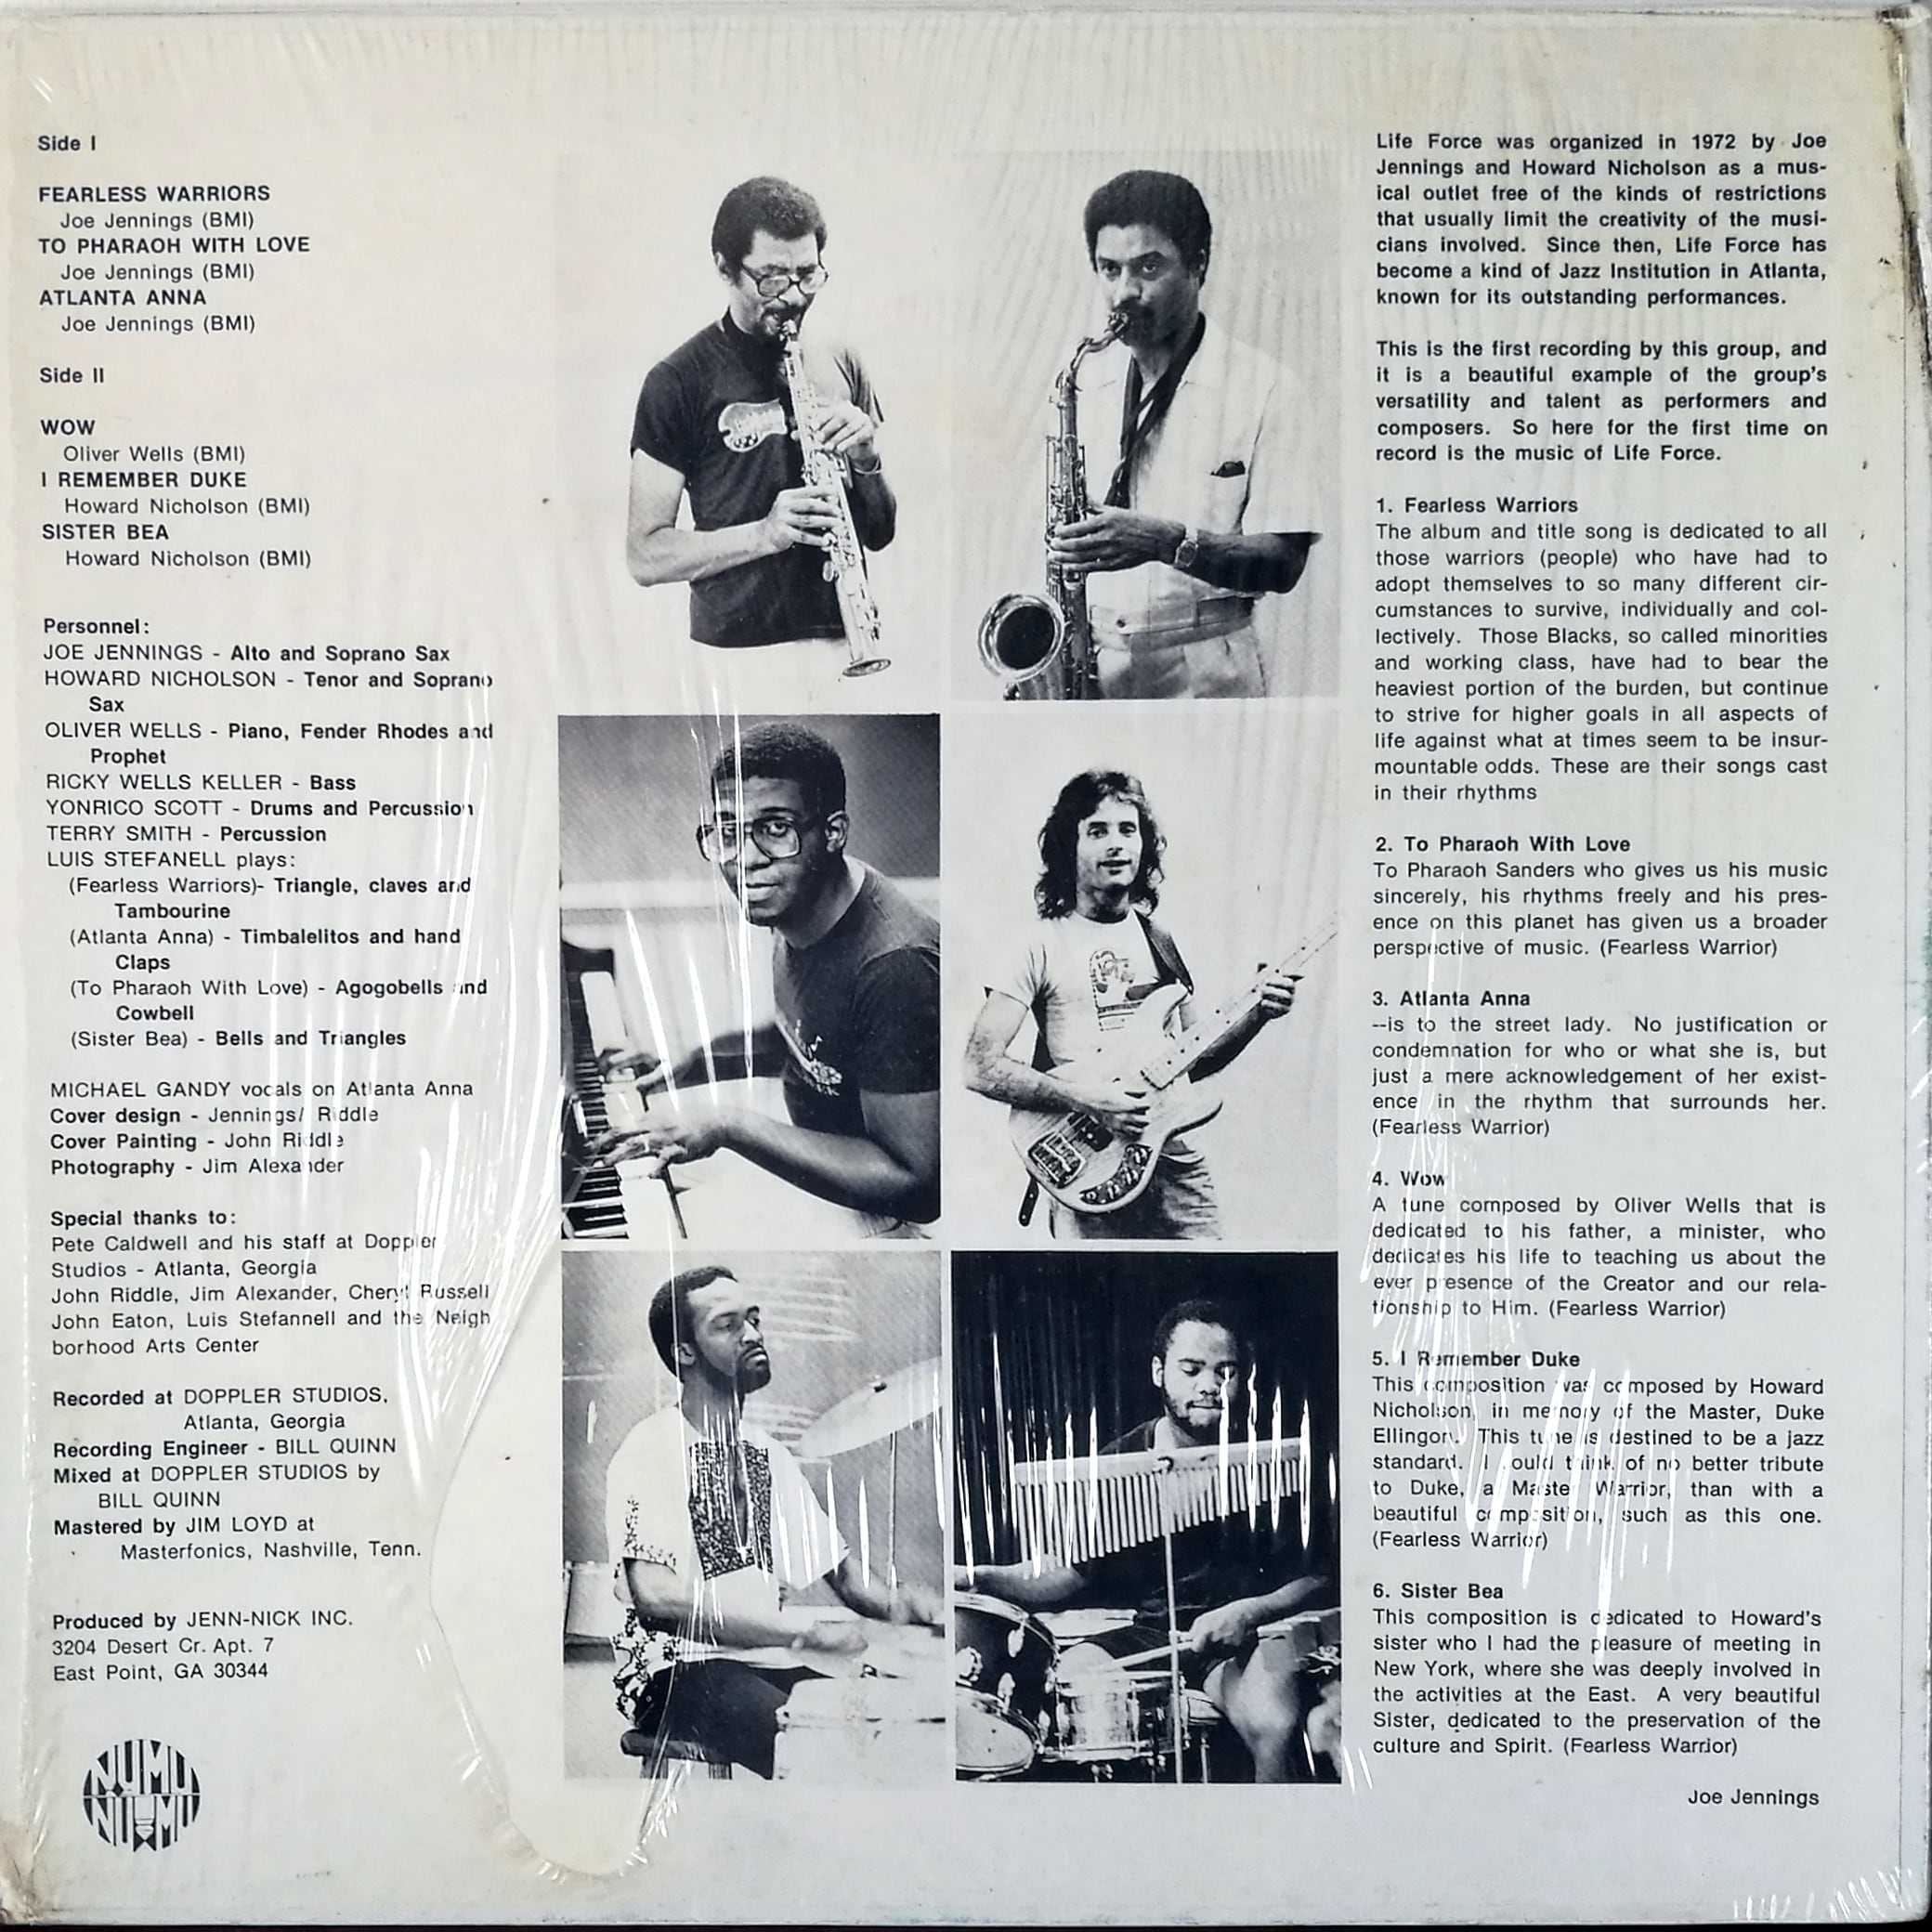 Side I
FEARLESS WARRIORS
Joe Jennings (BMI)
TO PHARAOH WITH LOVE
Joe Jennings (BMI)
ATLANTA ANNA
Joe Jennings (BMI)
Side II
WOW
Oliver Wells (BMI)
I REMEMBER DUKE
Howard Nicholson (BMI)
SISTER BEA
Howard Nicholson (BMI)
Personnel:
JOE JENNINGS - Alto and Soprano Sax
HOWARD NICHOLSON - Tenor and Soprano
Sax
OLIVER WELLS - Piano, Fender Rhodes and
Prophet
RICKY WELLS KELLER - Bass
YONRICO SCOTT - Drums and Percussion
TERRY SMITH - Percussion
LUIS STEFANELL plays:
(Fearless Warriors)- Triangle, claves and
Tambourine
(Atlanta Anna) - Timbalelitos and hand
Claps
(To Pharaoh With Love) - Agogobells and
Cowbell
(Sister Bea) - Bells and Triangles
MICHAEL GANDY vocals on Atlanta Anna
Cover design - Jennings/ Riddle
Cover Painting - John Riddle
Photography - Jim Alexander
Special thanks to:
Pete Caldwell and his staff at Doppler
Studios - Atlanta, Georgia
John Riddle, Jim Alexander, Cheryl Russell
John Eaton, Luis Stefannell and the Neigh
borhood Arts Center
Recorded at DOPPLER STUDIOS,
Atlanta, Georgia
Recording Engineer - BILL QUINN
Mixed at DOPPLER STUDIOS by
BILL QUINN
Mastered by JIM LOYD at
Masterfonics, Nashville, Tenn.
Produced by JENN-NICK INC.
3204 Desert Cr. Apt. 7
East Point, GA 30344
NUMU
NUMU
Life Force was organized in 1972 by Joe
Jennings and Howard Nicholson as a mus-
ical outlet free of the kinds of restrictions
that usually limit the creativity of the musi-
cians involved. Since then, Life Force has
become a kind of Jazz Institution in Atlanta,
known for its outstanding performances.
This is the first recording by this group, and
it is a beautiful example of the group's
versatility and talent as performers and
composers. So here for the first time on
record is the music of Life Force.
1. Fearless Warriors
The album and title song is dedicated to all
those warriors (people) who have had to
adopt themselves to so many different cir-
cumstances to survive, individually and col-
lectively. Those Blacks, so called minorities
and working class, have had to bear the
heaviest portion of the burden, but continue
to strive for higher goals in all aspects of
life against what at times seem to be insur-
mountable odds. These are their songs cast
in their rhythms
2. To Pharaoh With Love
To Pharaoh Sanders who gives us his music
sincerely, his rhythms freely and his pres-
ence on this planet has given us a broader
perspective of music. (Fearless Warrior)
3. Atlanta Anna
--is to the street lady. No justification or
condemnation for who or what she is, but
just a mere acknowledgement of her exist-
ence in the rhythm that surrounds her.
(Fearless Warrior)
4. Wow
A tune composed by Oliver Wells that is
dedicated to his father, a minister, who
dedicates his life to teaching us about the
ever presence of the Creator and our rela-
tionship to Him. (Fearless Warrior)
5. I Remember Duke
This composition was composed by Howard
Nicholson, in memory of the Master, Duke
Ellingon. This tune is destined to be a jazz
standard. I could think of no better tribute
to Duke, a Master Warrior, than with a
beautiful composition, such as this one.
(Fearless Warrior)
6. Sister Bea
This composition is dedicated to Howard's
sister who I had the pleasure of meeting in
New York, where she was deeply involved in
the activities at the East. A very beautiful
Sister, dedicated to the preservation of the
culture and Spirit. (Fearless Warrior)
Joe Jennings